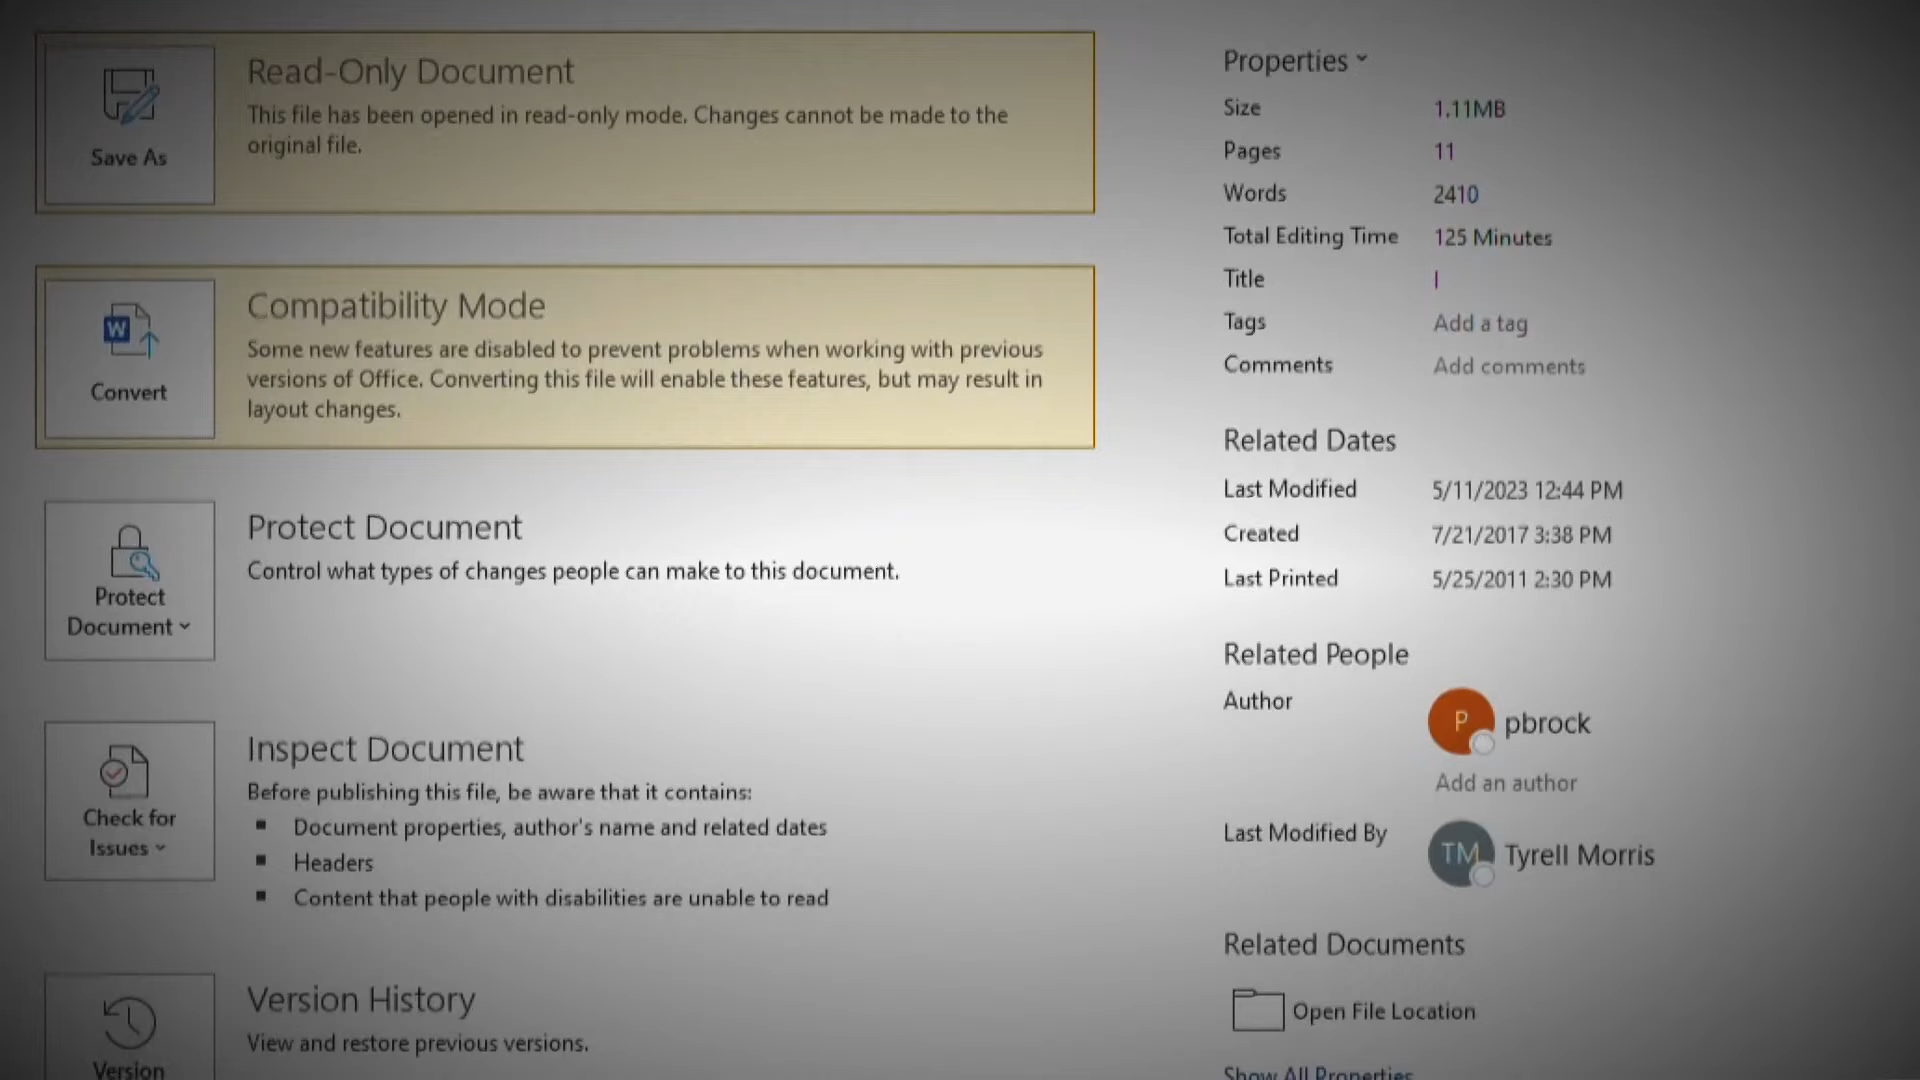 Read-Only Document
This file has been opened in read-only mode. Changes cannot be made to the
original file.
Save As
Compatibility Mode
Some new features are disabled to prevent problems when working with previous
versions of Office. Converting this file will enable these features, but may result in
layout changes.
W
Convert
Protect Document
Control what types of changes people can make to this document.
Protect
Document
Inspect Document
Before publishing this file, be aware that it contains:
Document properties, author's name and related dates
Headers
Content that people with disabilities are unable to read
Check for
Issues
Version History
View and restore previous versions.
Version
Properties
Size 1.11MB
Pages 11
Words 2410
Total Editing Time 125 Minutes
Title I
Tags Add a tag
Comments Add comments
Related Dates
Last Modified 5/11/2023 12:44 PM
Created 7/21/2017 3:38 PM
Last Printed 5/25/2011 2:30 PM
Related People
Author P pbrock
Add an author
Last Modified By TM Tyrell Morris
Related Documents
Open File Location
Show All Properties